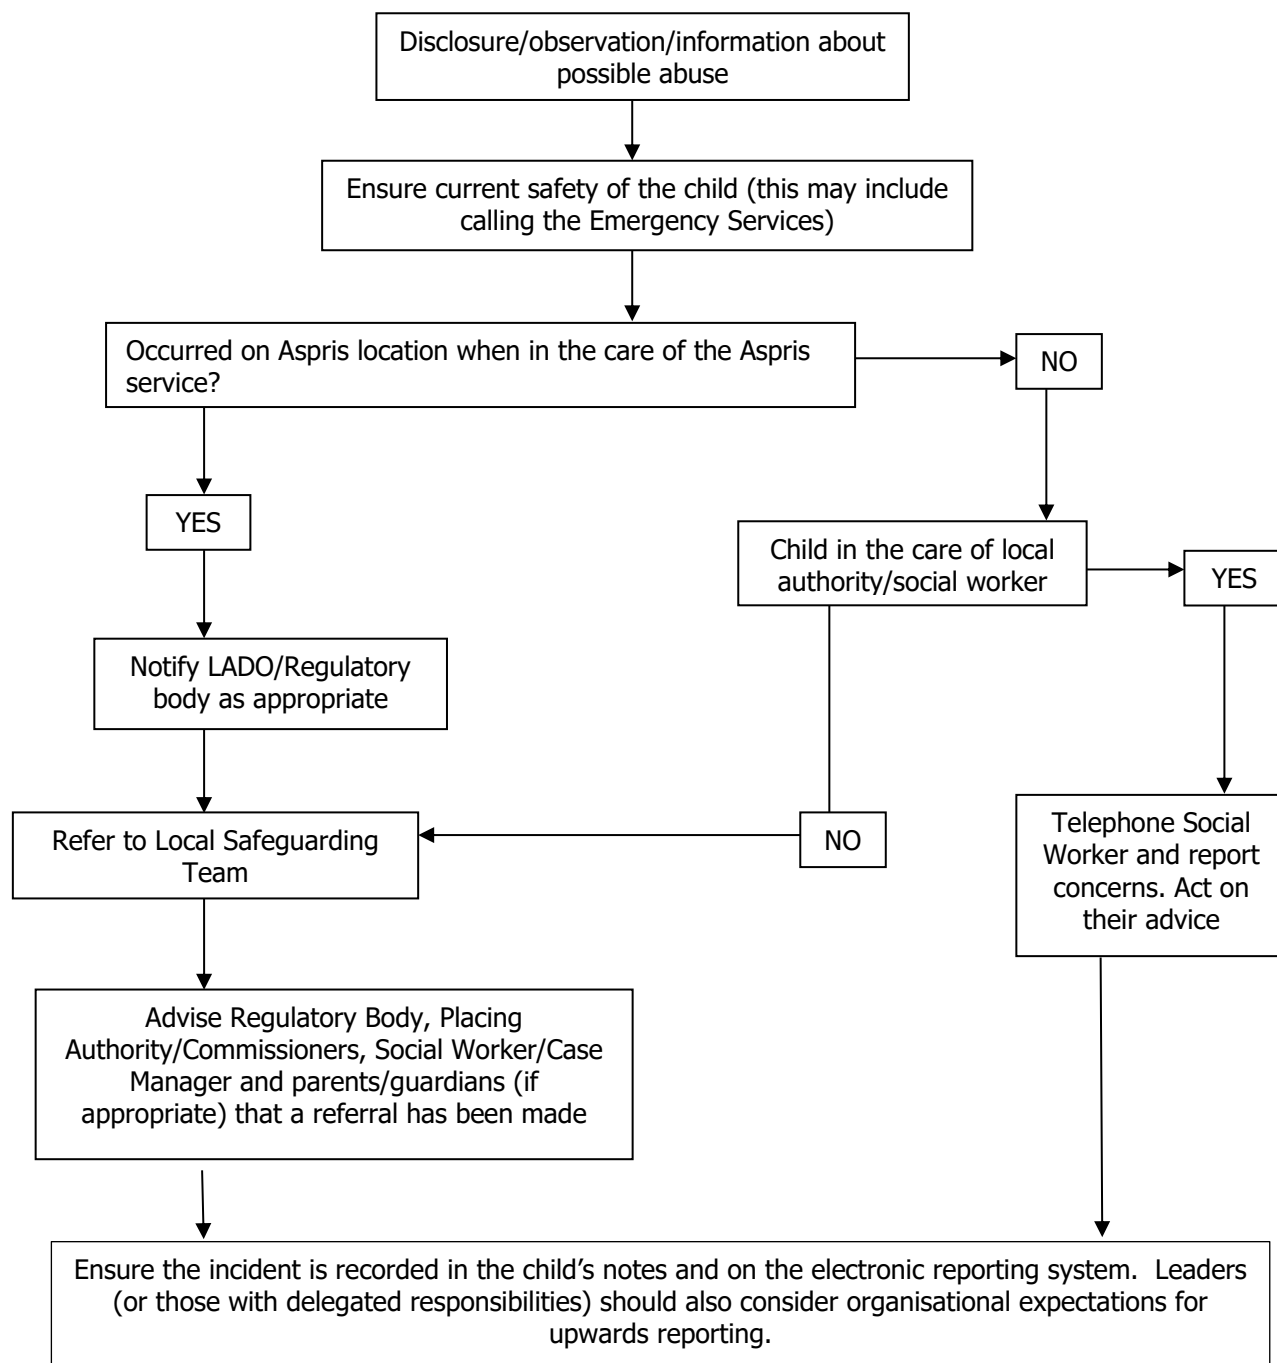 Disclosure/observation/information about
possible abuse
Ensure current safety of the child (this may include
calling the Emergency Services)
Occurred on Aspris location when in the care of the Aspris
service?
NO
YES
Child in the care of local
authority/social worker
YES
Notify LADO/Regulatory
body as appropriate
Refer to Local Safeguarding
Team
NO
Telephone Social
Worker and report
concerns. Act on
their advice
Advise Regulatory Body, Placing
Authority/Commissioners, Social Worker/Case
Manager and parents/guardians (if
appropriate) that a referral has been made
Ensure the incident is recorded in the child’s notes and on the electronic reporting system.  Leaders
(or those with delegated responsibilities) should also consider organisational expectations for
upwards reporting.